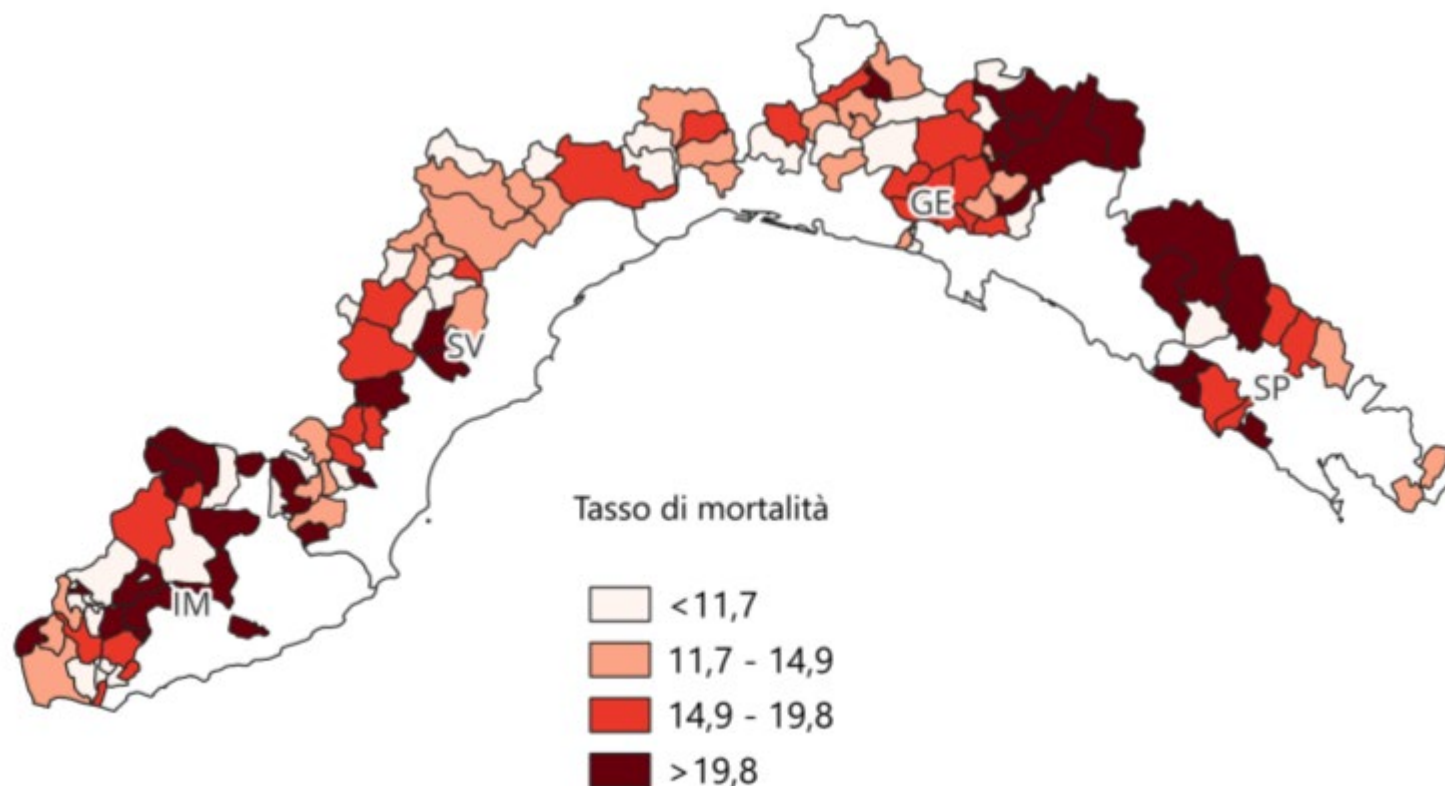 GE
SV
SP
IM
Tasso di mortalità
<11,7
11,7 - 14,9
14,9 - 19,8
>19,8